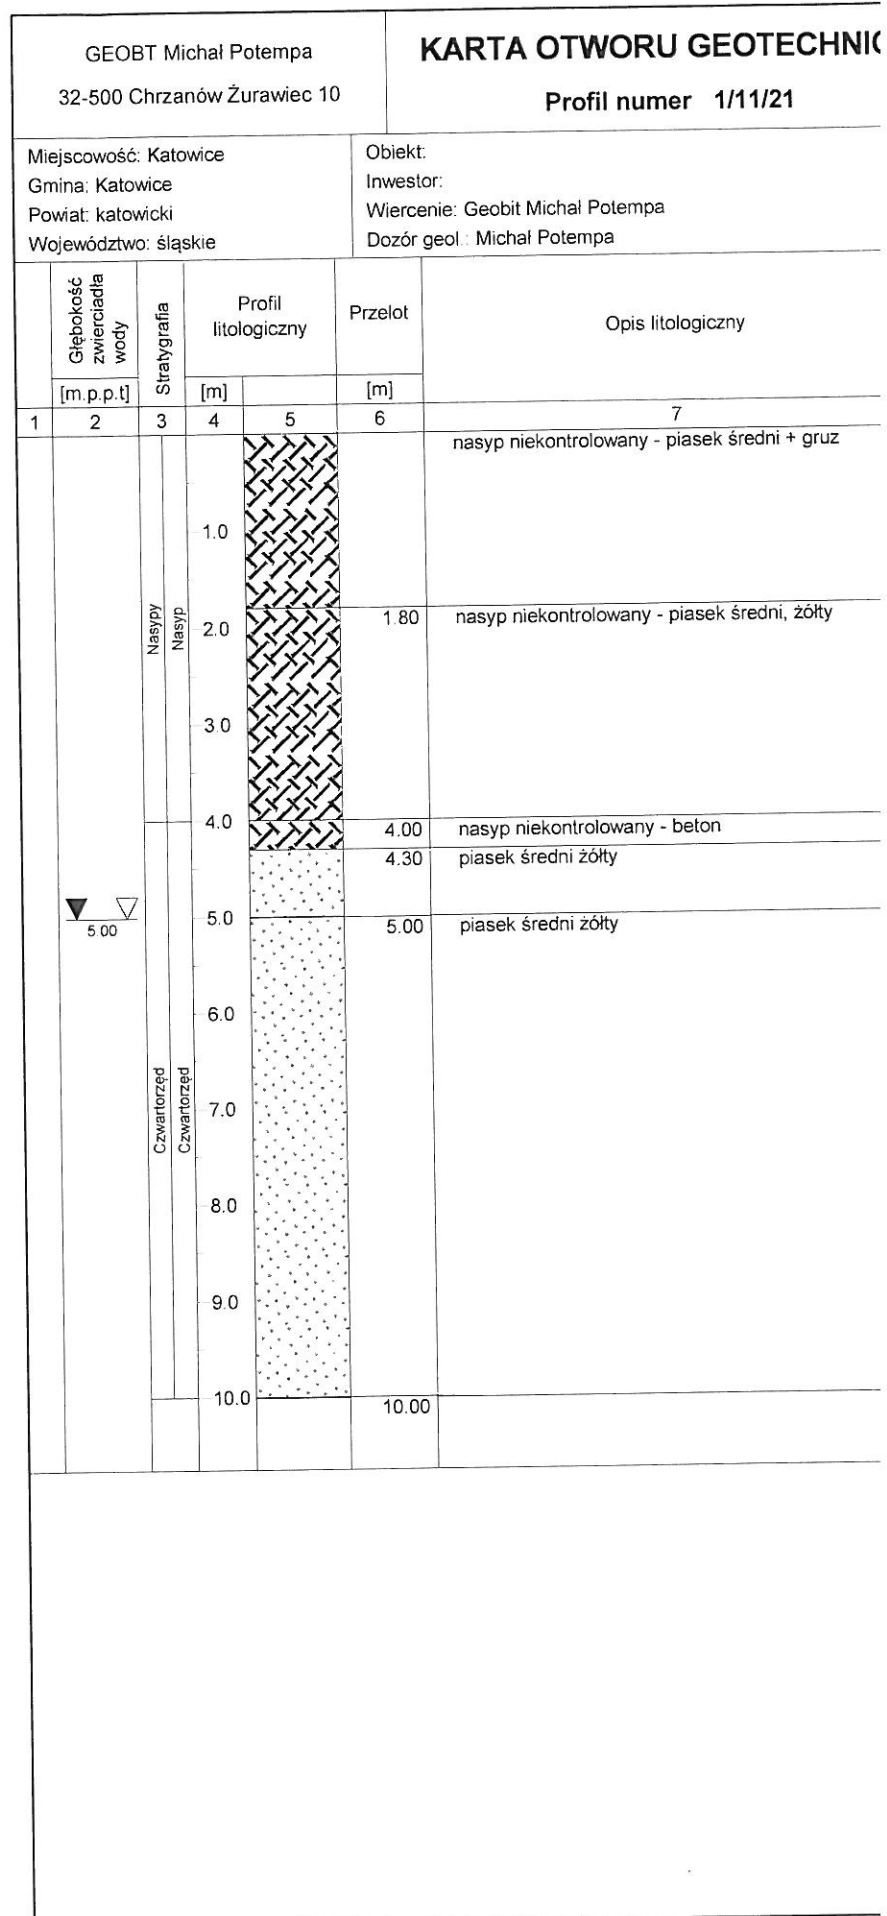 GEOBT Michał Potempa
32-500 Chrzanów Żurawiec 10
KARTA OTWORU GEOTECHNIC
Profil numer 1/11/21
Miejscowość: Katowice
Gmina: Katowice
Powiat: katowicki
Województwo: śląskie
Obiekt:
Inwestor:
Wiercenie: Geobit Michał Potempa
Dozór geol.: Michał Potempa
Głębokość
zwierciadła
wody
[m.p.p.t]
Stratygrafia
Profil
litologiczny
[m]
Przelot
[m]
Opis litologiczny
1 2 3 4 5 6 7
nasyp niekontrolowany - piasek średni + gruz
1.0
1.80 nasyp niekontrolowany - piasek średni, żółty
Nasypy
Nasyp
2.0
3.0
4.0
4.00 nasyp niekontrolowany - beton
4.30 piasek średni żółty
5.00
5.0
5.00 piasek średni żółty
6.0
Czwartorzęd
Czwartorzęd
7.0
8.0
9.0
10.0
10.00